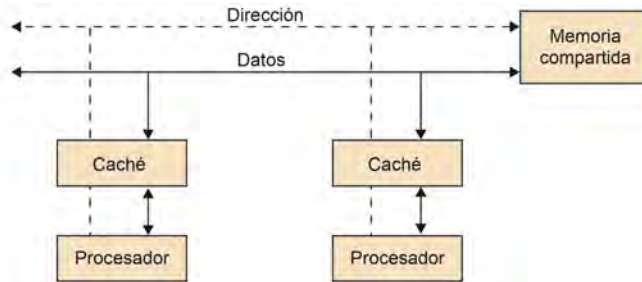 Dirección
Memoria
compartida
Datos
Caché
Caché
Procesador
Procesador